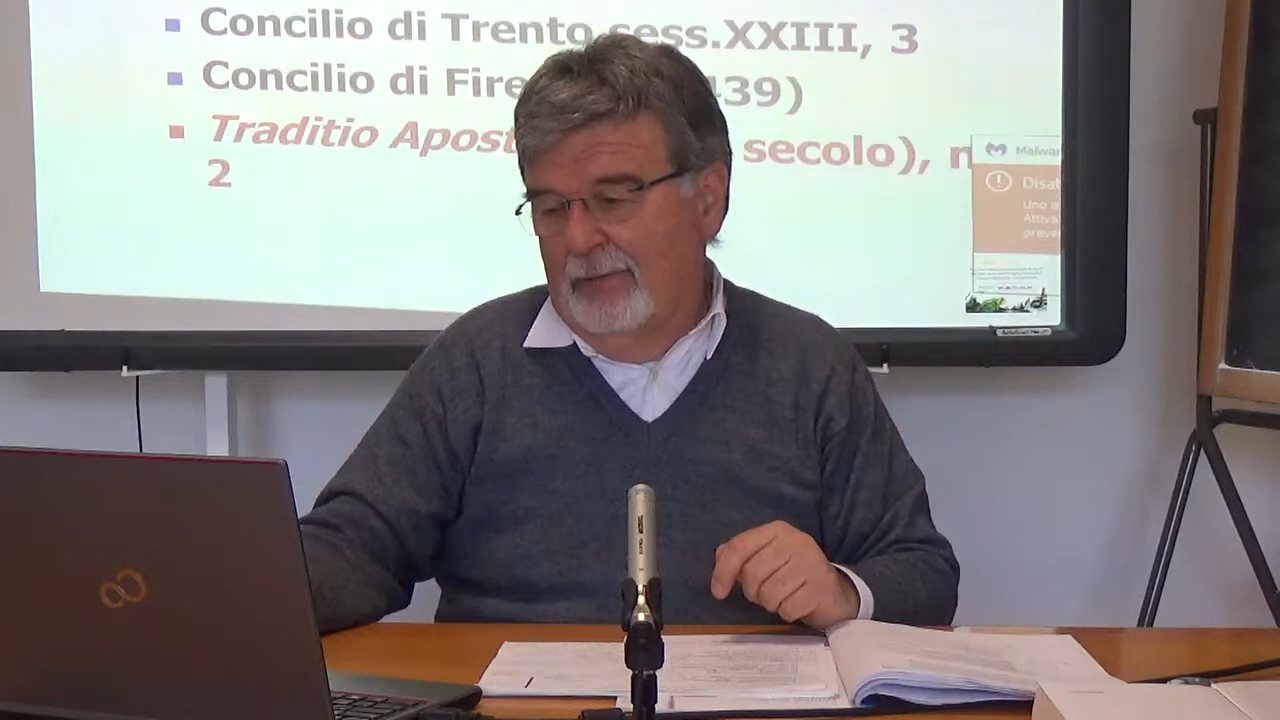 Concilio di Trento sess.XXIII, 3
Concilio di Fire 439)
Traditio Apost secolo), n
2
Malwar
Disat
Uno o
Attiva
preve